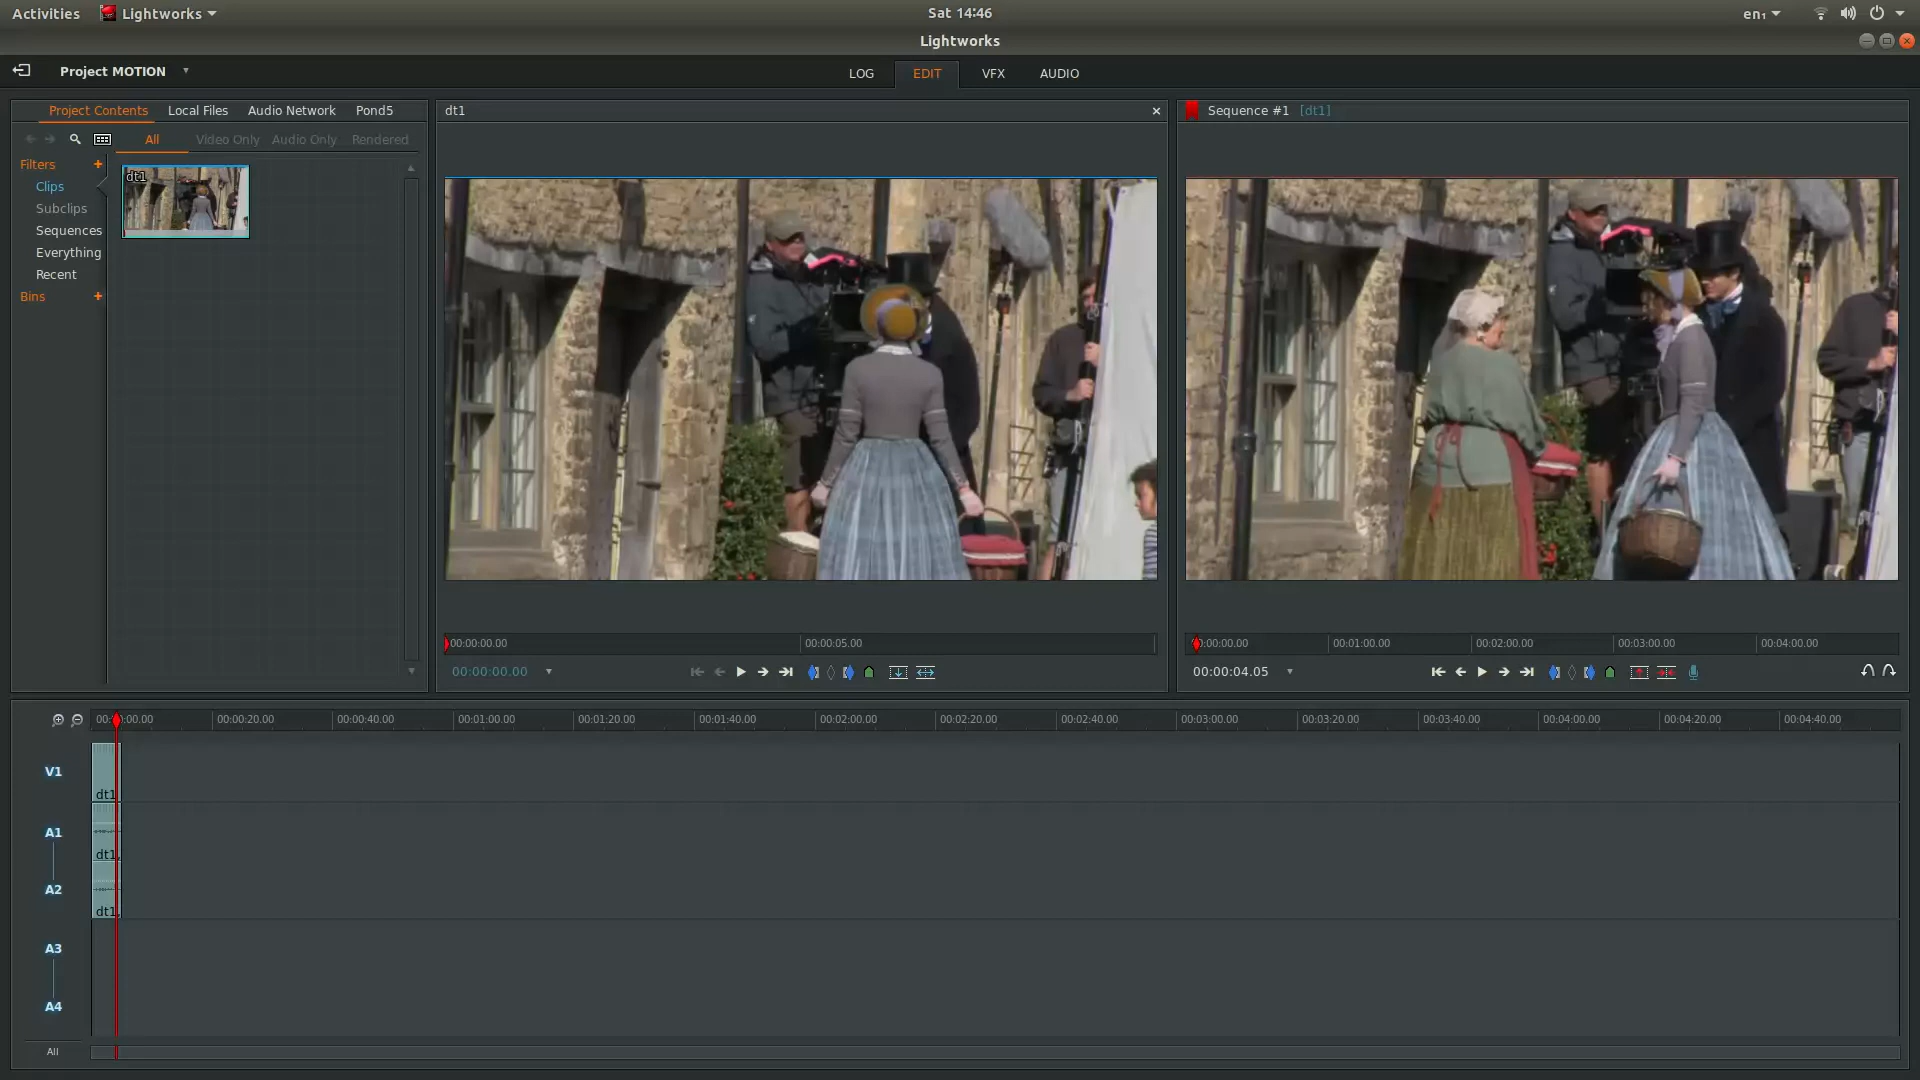 Activities Lightworks Sat 14:46 en₁
Lightworks
Project MOTION LOG EDIT VFX AUDIO
Project Contents Local Files Audio Network Pond5
All Video Only Audio Only Rendered
Filters +
Clips
Subclips
Sequences
Everything
Recent
Bins +
dt1
dt1
00:00:00.00 00:00:05.00
00:00:00.00
Sequence #1 [dt1]
00:01:00.00 00:02:00.00 00:03:00.00 00:04:00.00
00:00:04.05
00:00:20.00 00:00:40.00 00:01:00.00 00:01:20.00 00:01:40.00 00:02:00.00 00:02:20.00 00:02:40.00 00:03:00.00 00:03:20.00 00:03:40.00 00:04:00.00 00:04:20.00 00:04:40.00
V1 dt1
A1 dt1,
A2 dt1,
A3
A4
All